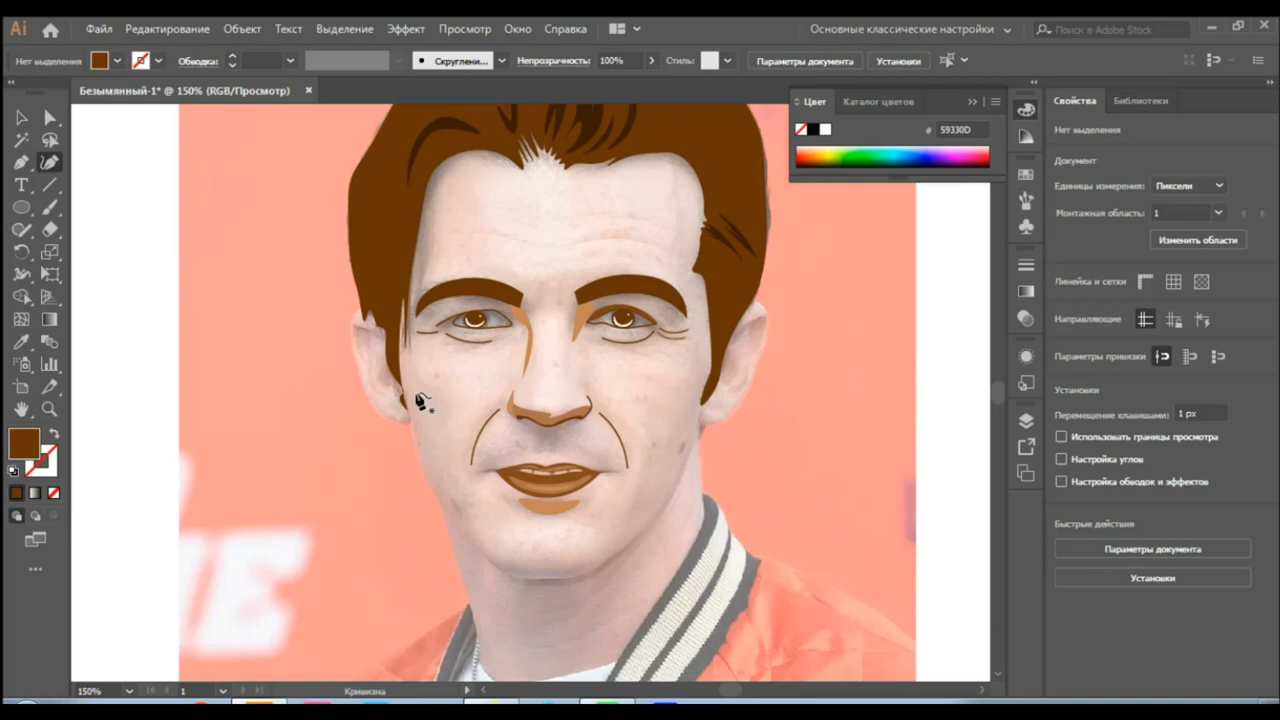 Ai Файл Редактирование Объект Текст Выделение Эффект Просмотр Окно Справка Основные классические настройки Поиск в Adobe Stock
Нет выделения Обводка: Скруглени... Непрозрачность: 100% Стиль: Параметры документа Установки
Безымянный-1* @ 150% (RGB/Просмотр)
Цвет Каталог цветов
# 59330D
Свойства Библиотеки
Нет выделения
Документ
Единицы измерения: Пиксели
Монтажная область: 1
Изменить области
Линейка и сетки
Направляющие
Параметры привязки
Установки
Перемещение клавишами: 1 px
Использовать границы просмотра
Настройка углов
Настройка обводок и эффектов
Быстрые действия
Параметры документа
Установки
150% 1 Кривизна